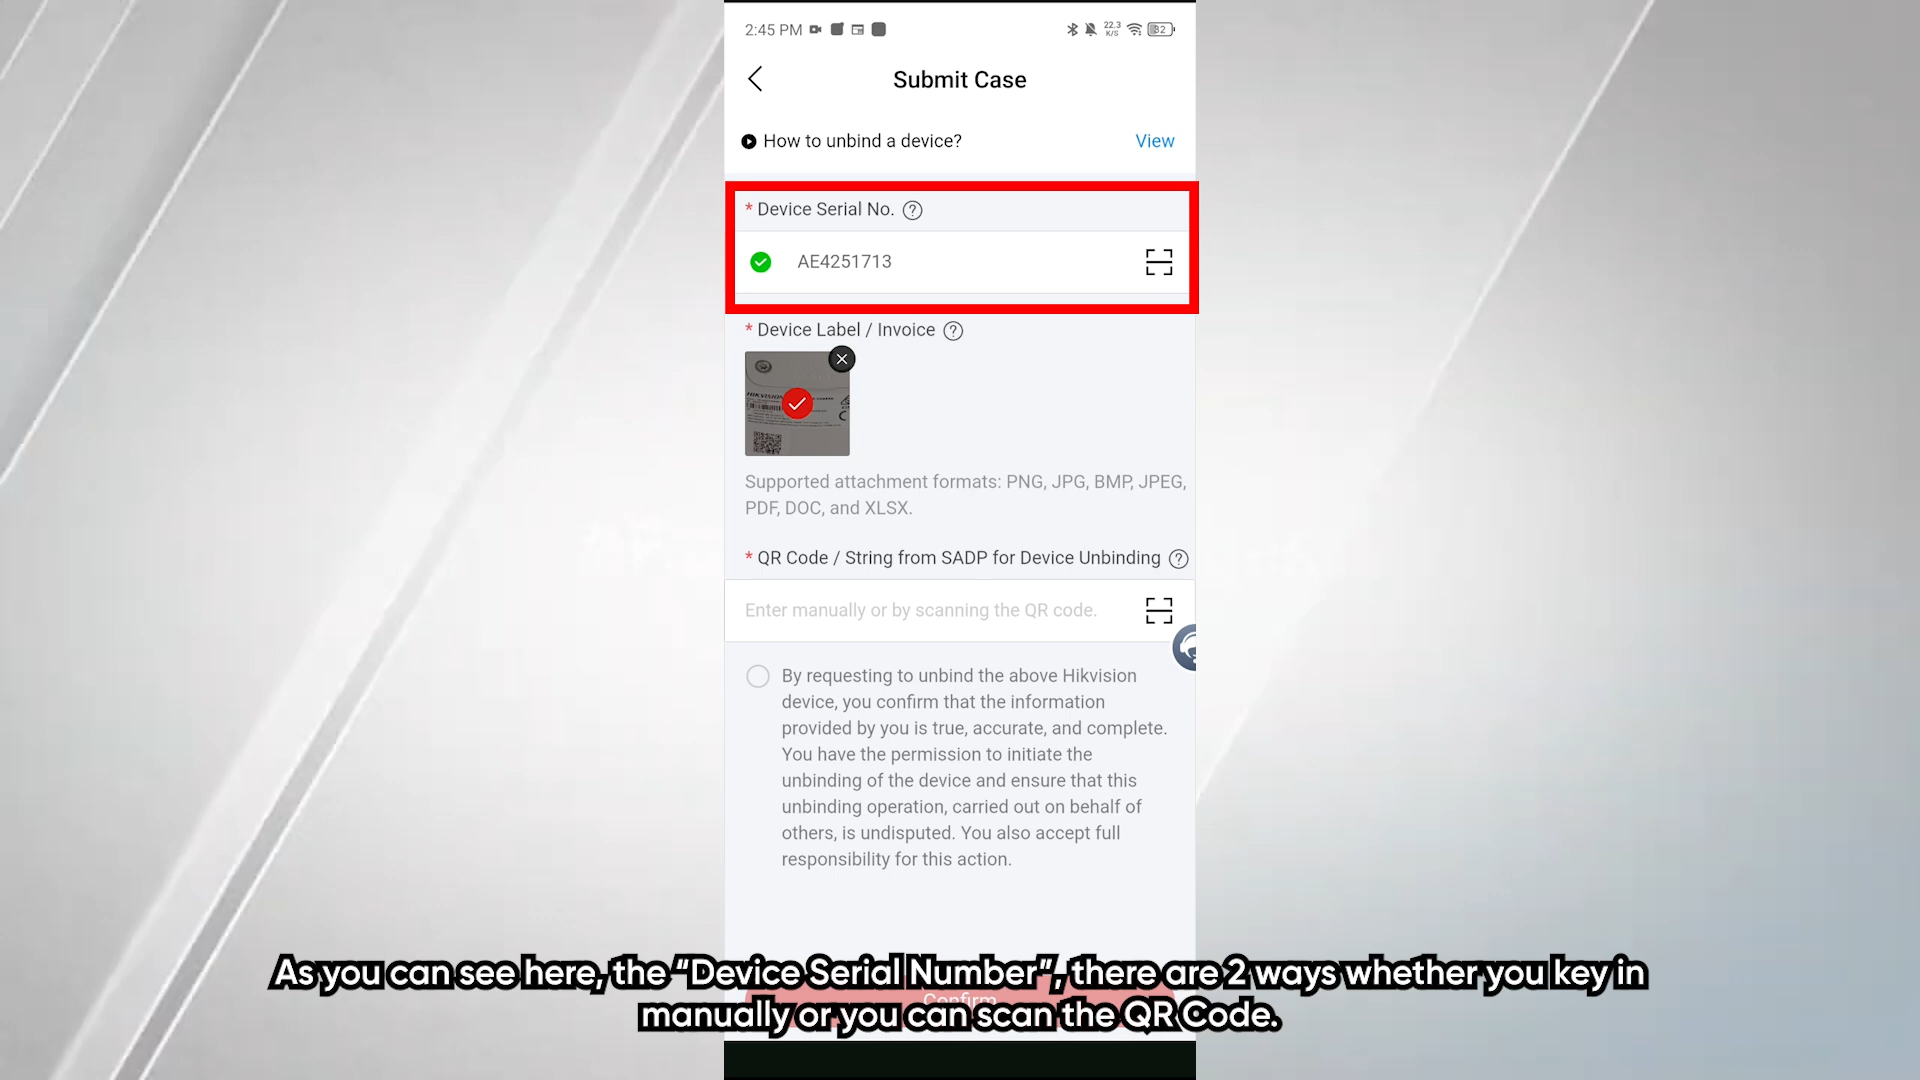 2:45 PM
22.3
K/S
32
Submit Case
How to unbind a device?
View
* Device Serial No.
AE4251713
* Device Label / Invoice
HIKVISION
Supported attachment formats: PNG, JPG, BMP, JPEG,
PDF, DOC, and XLSX.
* QR Code / String from SADP for Device Unbinding
Enter manually or by scanning the QR code.
By requesting to unbind the above Hikvision
device, you confirm that the information
provided by you is true, accurate, and complete.
You have the permission to initiate the
unbinding of the device and ensure that this
unbinding operation, carried out on behalf of
others, is undisputed. You also accept full
responsibility for this action.
Confirm
As you can see here, the “Device Serial Number”, there are 2 ways whether you key in
manually or you can scan the QR Code.